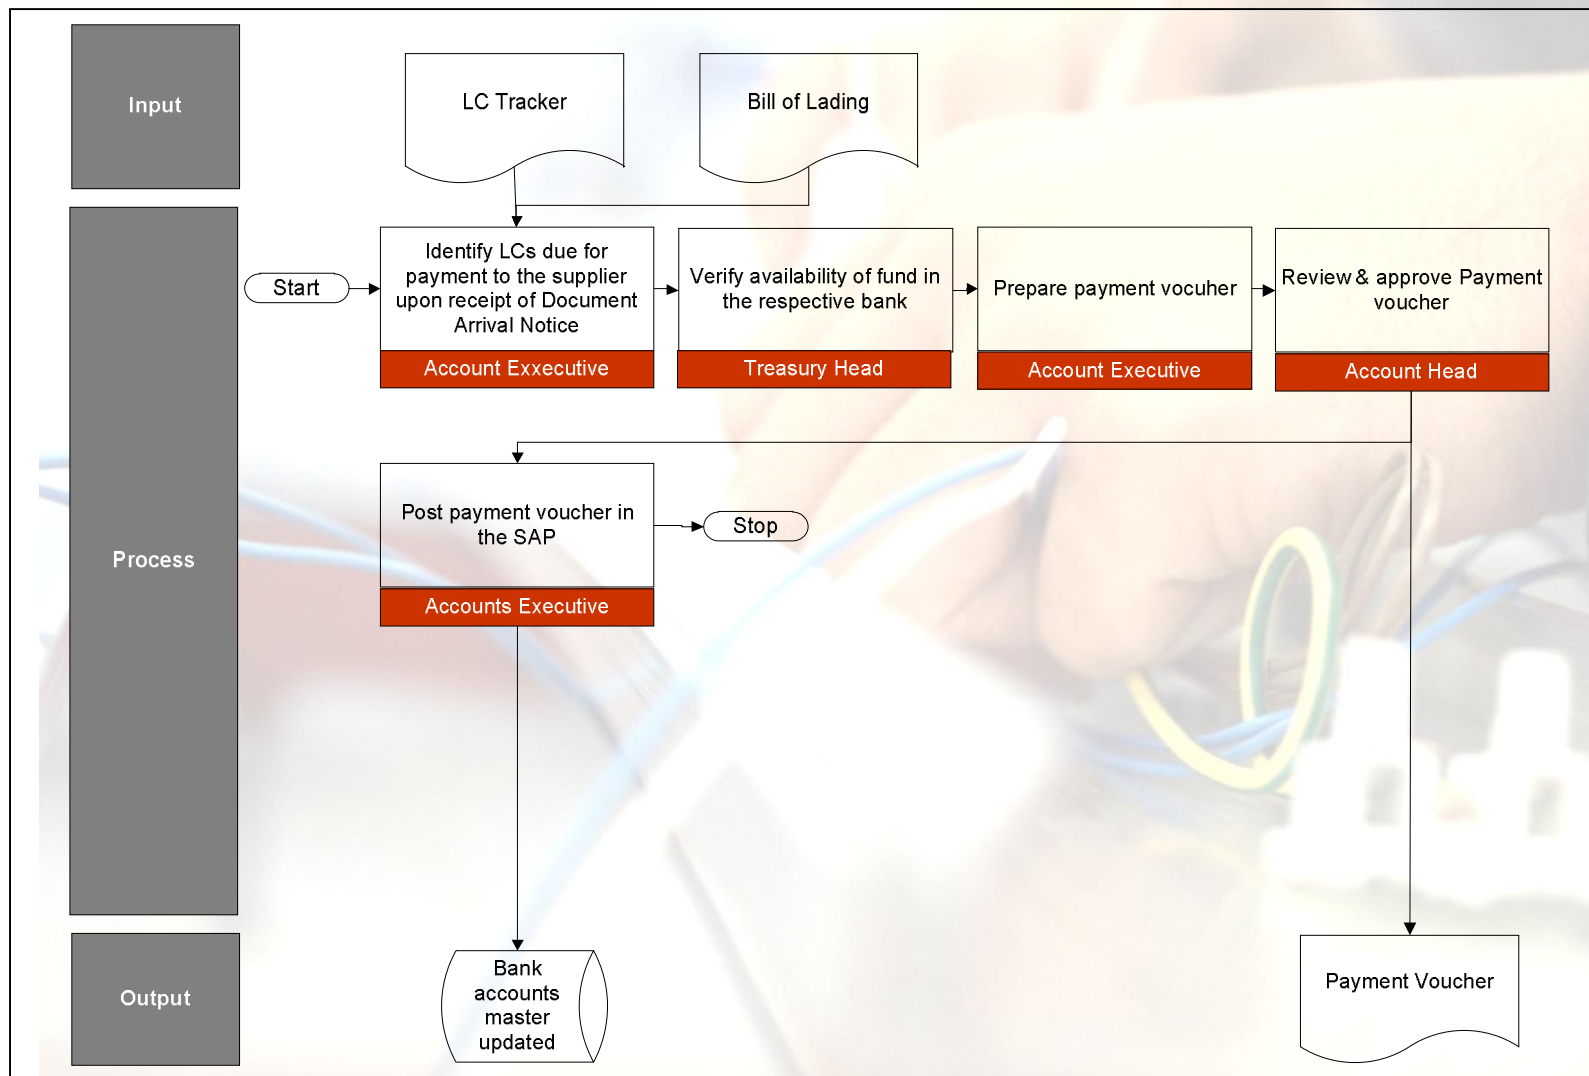 Input
LC Tracker
Bill of Lading
Process
Start
Identify LCs due for
payment to the supplier
upon receipt of Document
Arrival Notice
Account Exxecutive
Verify availability of fund in
the respective bank
Treasury Head
Prepare payment vocuher
Account Executive
Review & approve Payment
voucher
Account Head
Post payment voucher in
the SAP
Accounts Executive
Stop
Output
Bank
accounts
master
updated
Payment Voucher